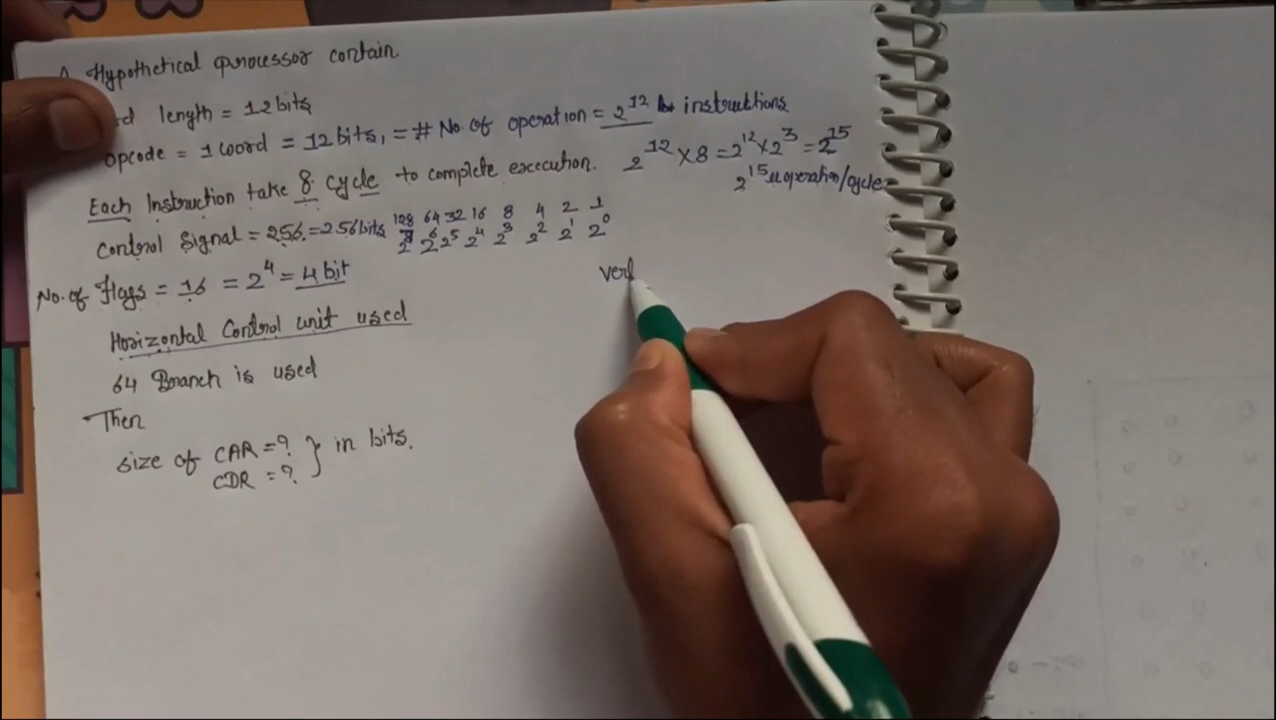 Hypothetical processor contain
length = 12 bits
opcode = 1 word = 12 bits, = # No. of operation = 2^12 instructions
Each Instruction take 8 cycle to complete execution.
2^12 × 8 = 2^12 × 2^3 = 2^15
2^15 μoperation/cycle
Control Signal = 256 = 256 bits
128 64 32 16 8 4 2 1
2^6 2^5 2^4 2^3 2^2 2^1 2^0
No. of Flags = 16 = 2^4 = 4 bit
Ver
Horizontal Control unit used
64 Branch is used
Then
size of CAR = ? } in bits.
CDR = ?